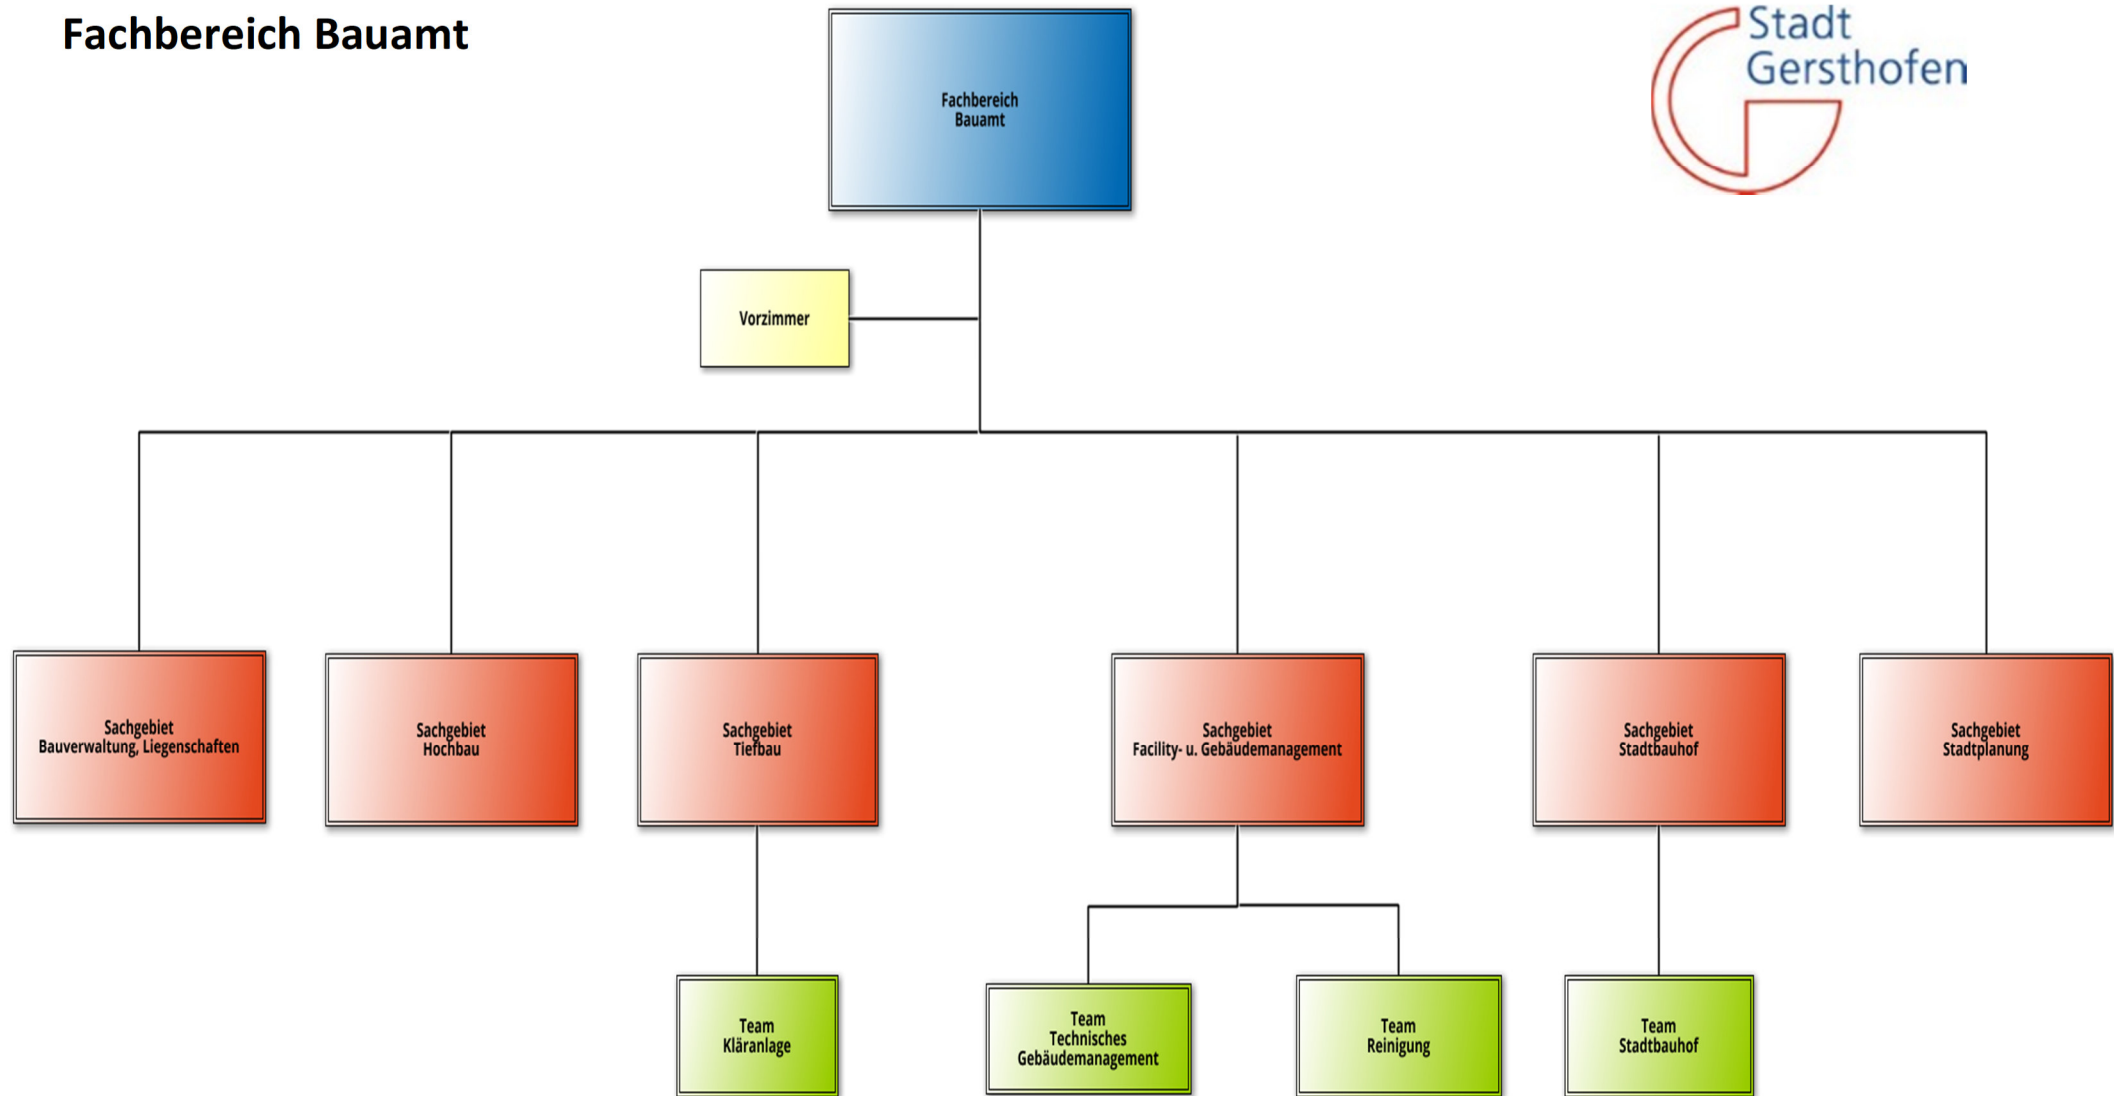 Fachbereich Bauamt
Stadt
Gersthofen
Fachbereich
Bauamt
Vorzimmer
Sachgebiet
Bauverwaltung, Liegenschaften
Sachgebiet
Hochbau
Sachgebiet
Tiefbau
Sachgebiet
Facility- u. Gebäudemanagement
Sachgebiet
Stadtbauhof
Sachgebiet
Stadtplanung
Team
Kläranlage
Team
Technisches
Gebäudemanagement
Team
Reinigung
Team
Stadtbauhof